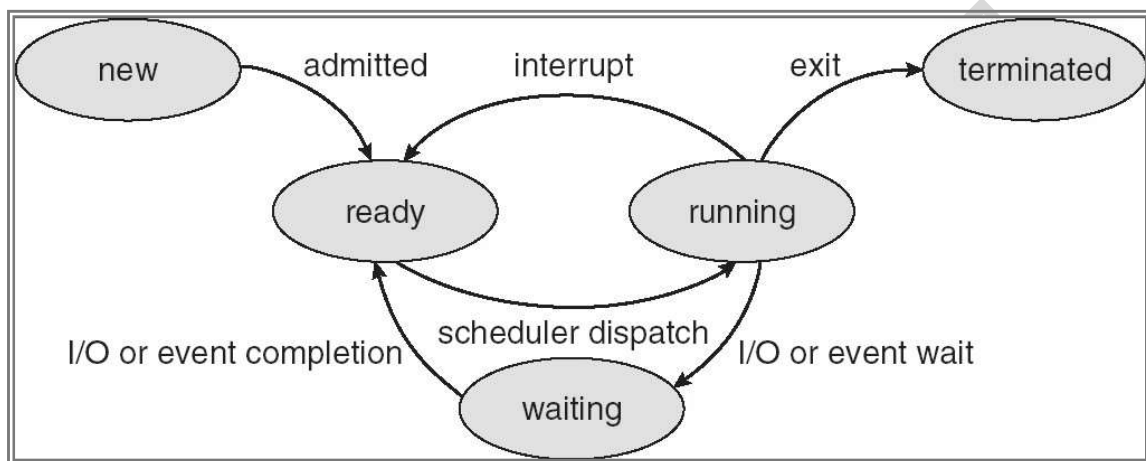 new
admitted
interrupt
exit
terminated
ready
running
I/O or event completion
scheduler dispatch
I/O or event wait
waiting